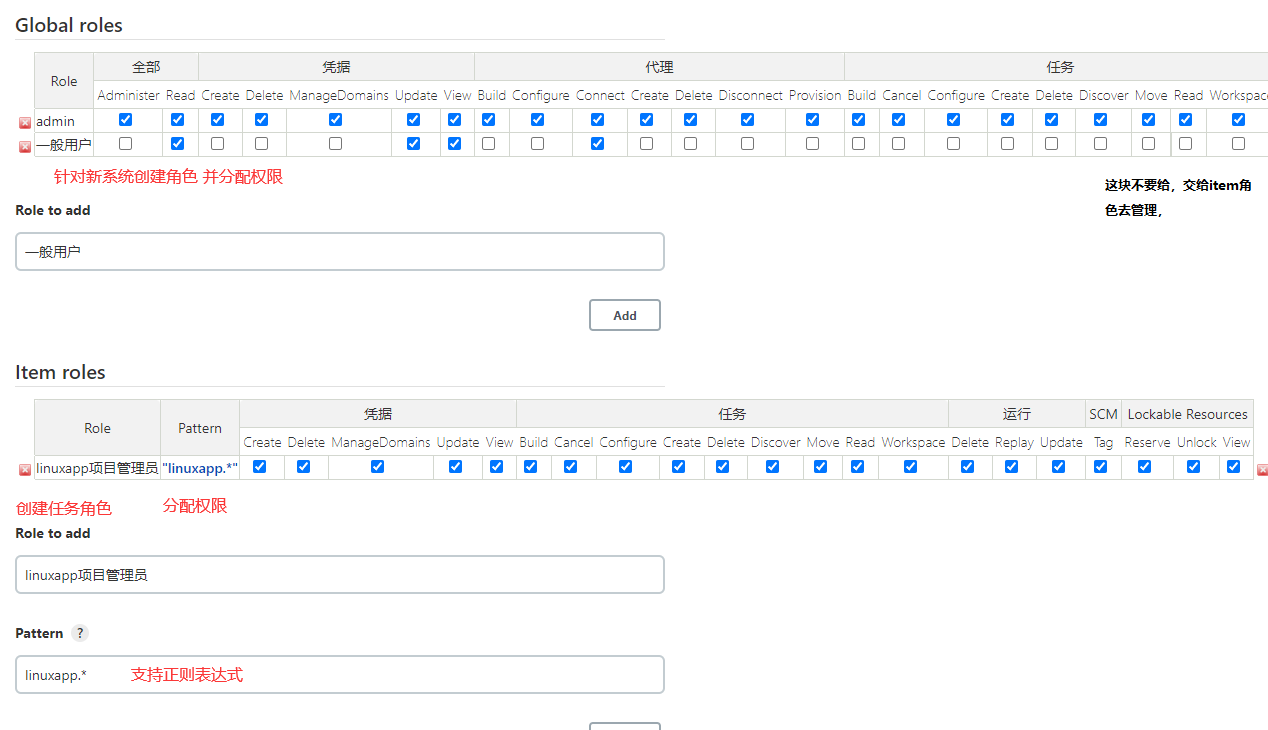 Global roles
Role 全部 凭据 代理 任务
Administer Read Create Delete ManageDomains Update View Build Configure Connect Create Delete Disconnect Provision Build Cancel Configure Create Delete Discover Move Read Workspac
admin
一般用户
针对新系统创建角色 并分配权限
这块不要给，交给item角
色去管理，
Role to add
一般用户
Add
Item roles
Role Pattern 凭据 任务 运行 SCM Lockable Resources
Create Delete ManageDomains Update View Build Cancel Configure Create Delete Discover Move Read Workspace Delete Replay Update Tag Reserve Unlock View
linuxapp项目管理员 "linuxapp.*"
创建任务角色 分配权限
Role to add
linuxapp项目管理员
Pattern ?
linuxapp.* 支持正则表达式